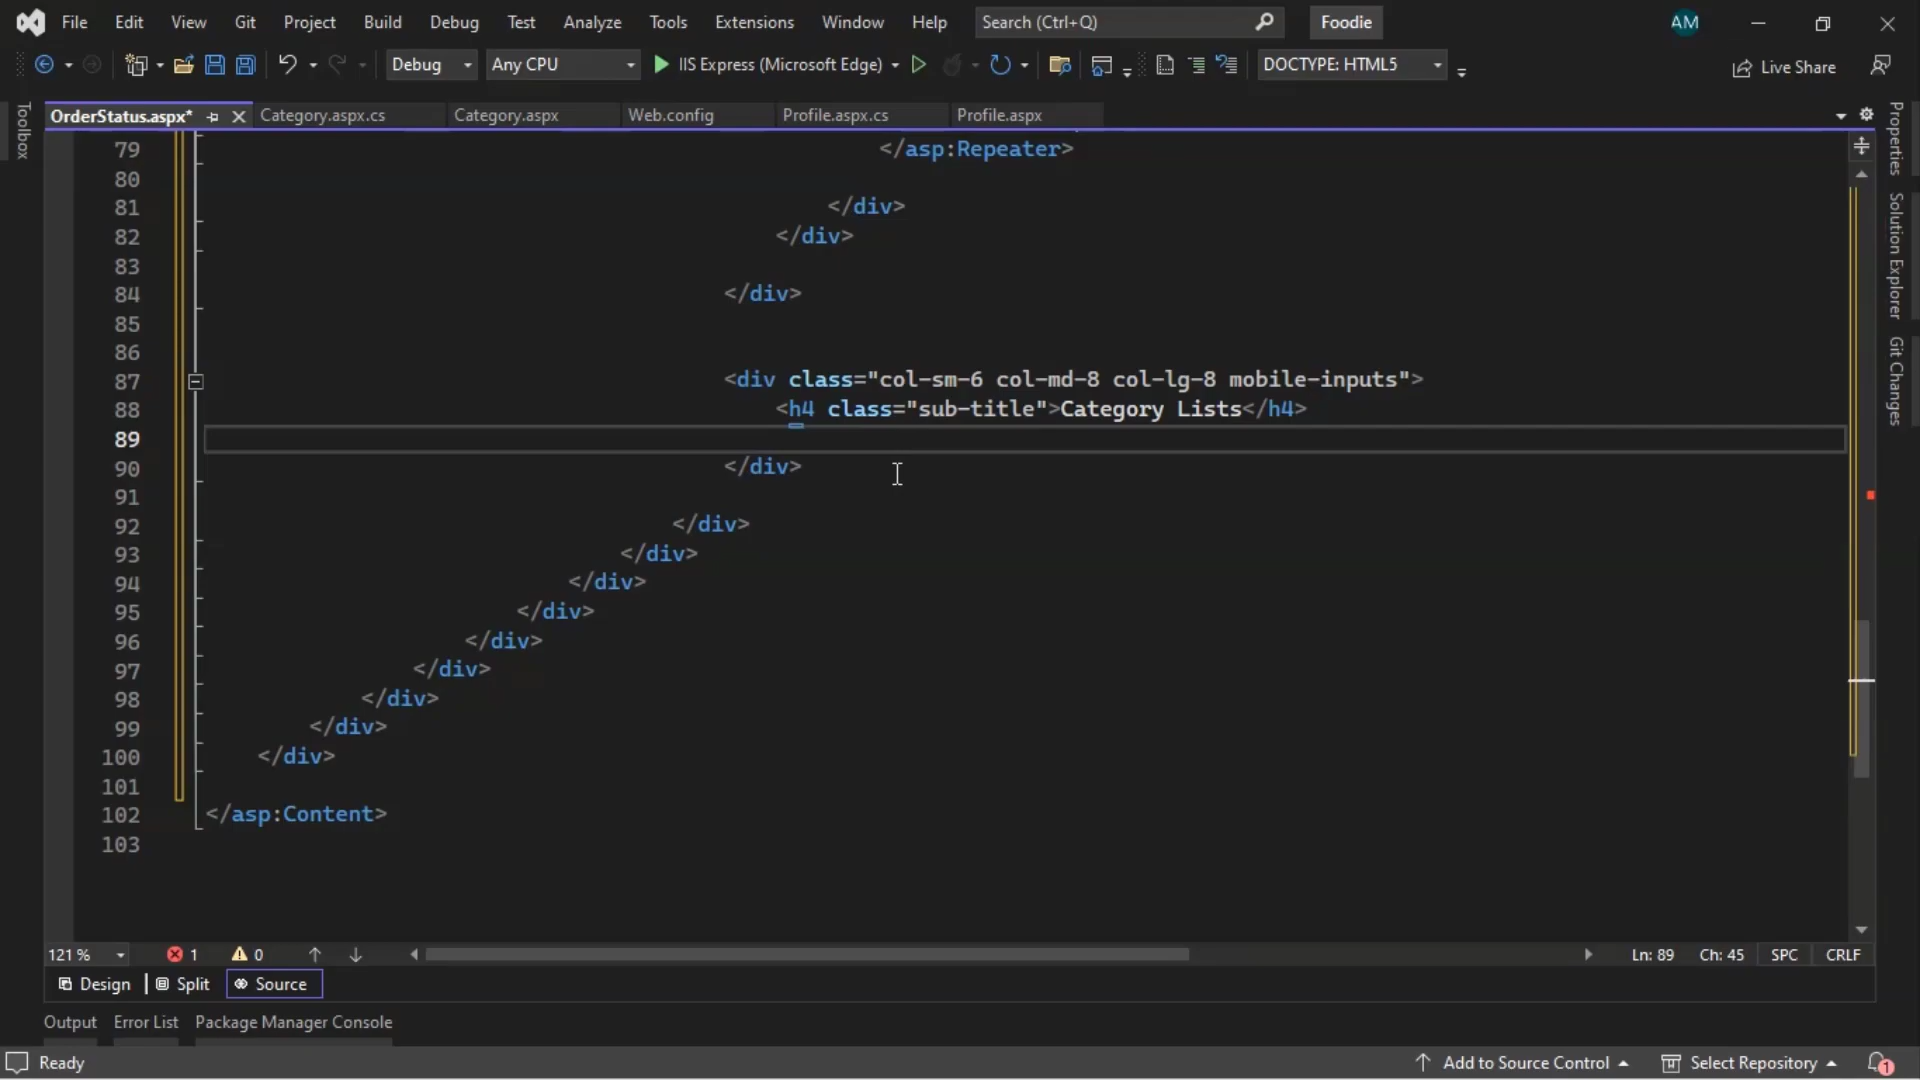 File Edit View Git Project Build Debug Test Analyze Tools Extensions Window Help Search (Ctrl+Q) Foodie AM
Debug Any CPU IIS Express (Microsoft Edge) DOCTYPE: HTML5 Live Share
Toolbox
OrderStatus.aspx* Category.aspx.cs Category.aspx Web.config Profile.aspx.cs Profile.aspx
Properties
Solution Explorer
Git Changes
79 </asp:Repeater>
80
81 </div>
82 </div>
83
84 </div>
85
86
87 <div class="col-sm-6 col-md-8 col-lg-8 mobile-inputs">
88 <h4 class="sub-title">Category Lists</h4>
89
90 </div>
91
92 </div>
93 </div>
94 </div>
95 </div>
96 </div>
97 </div>
98 </div>
99 </div>
100 </div>
101
102 </asp:Content>
103
121 % 1 0 Ln: 89 Ch: 45 SPC CRLF
Design Split Source
Output Error List Package Manager Console
Ready Add to Source Control Select Repository 1